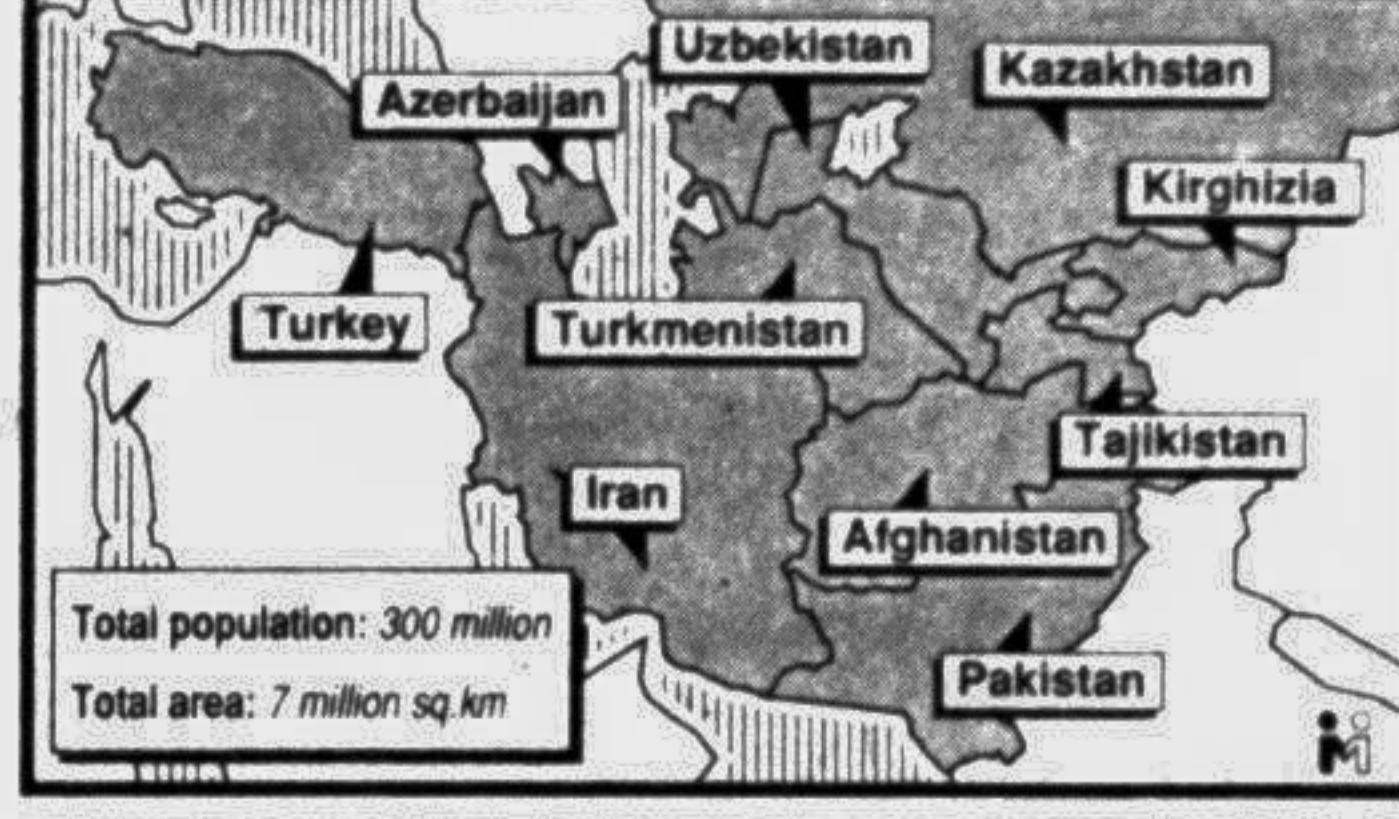 Uzbekistan
Kazakhstan
Azerbaijan
Kirghizia
Turkey
Turkmenistan
Tajikistan
Iran
Afghanistan
Total population: 300 million
Pakistan
Total area: 7 million sq.km